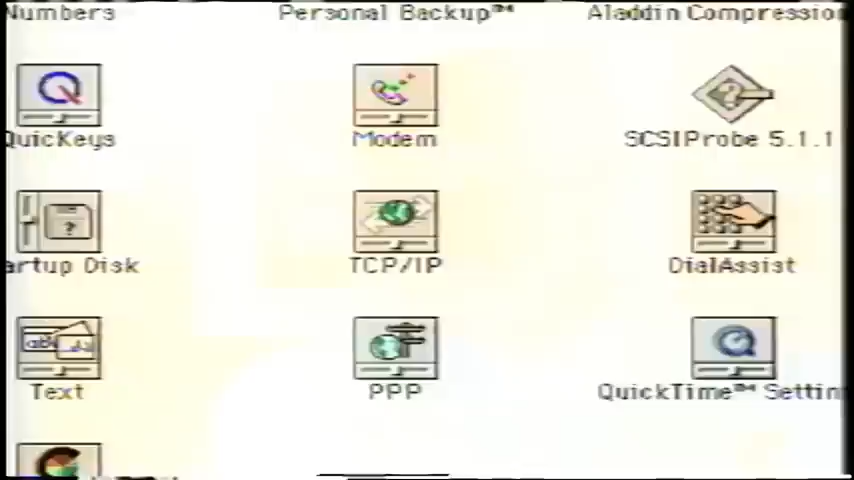 Numbers Personal Backup™ Aladdin Compression
QuicKeys Modem SCSIProbe 5.1.1
artup Disk TCP/IP DialAssist
Text PPP QuickTime™ Settin